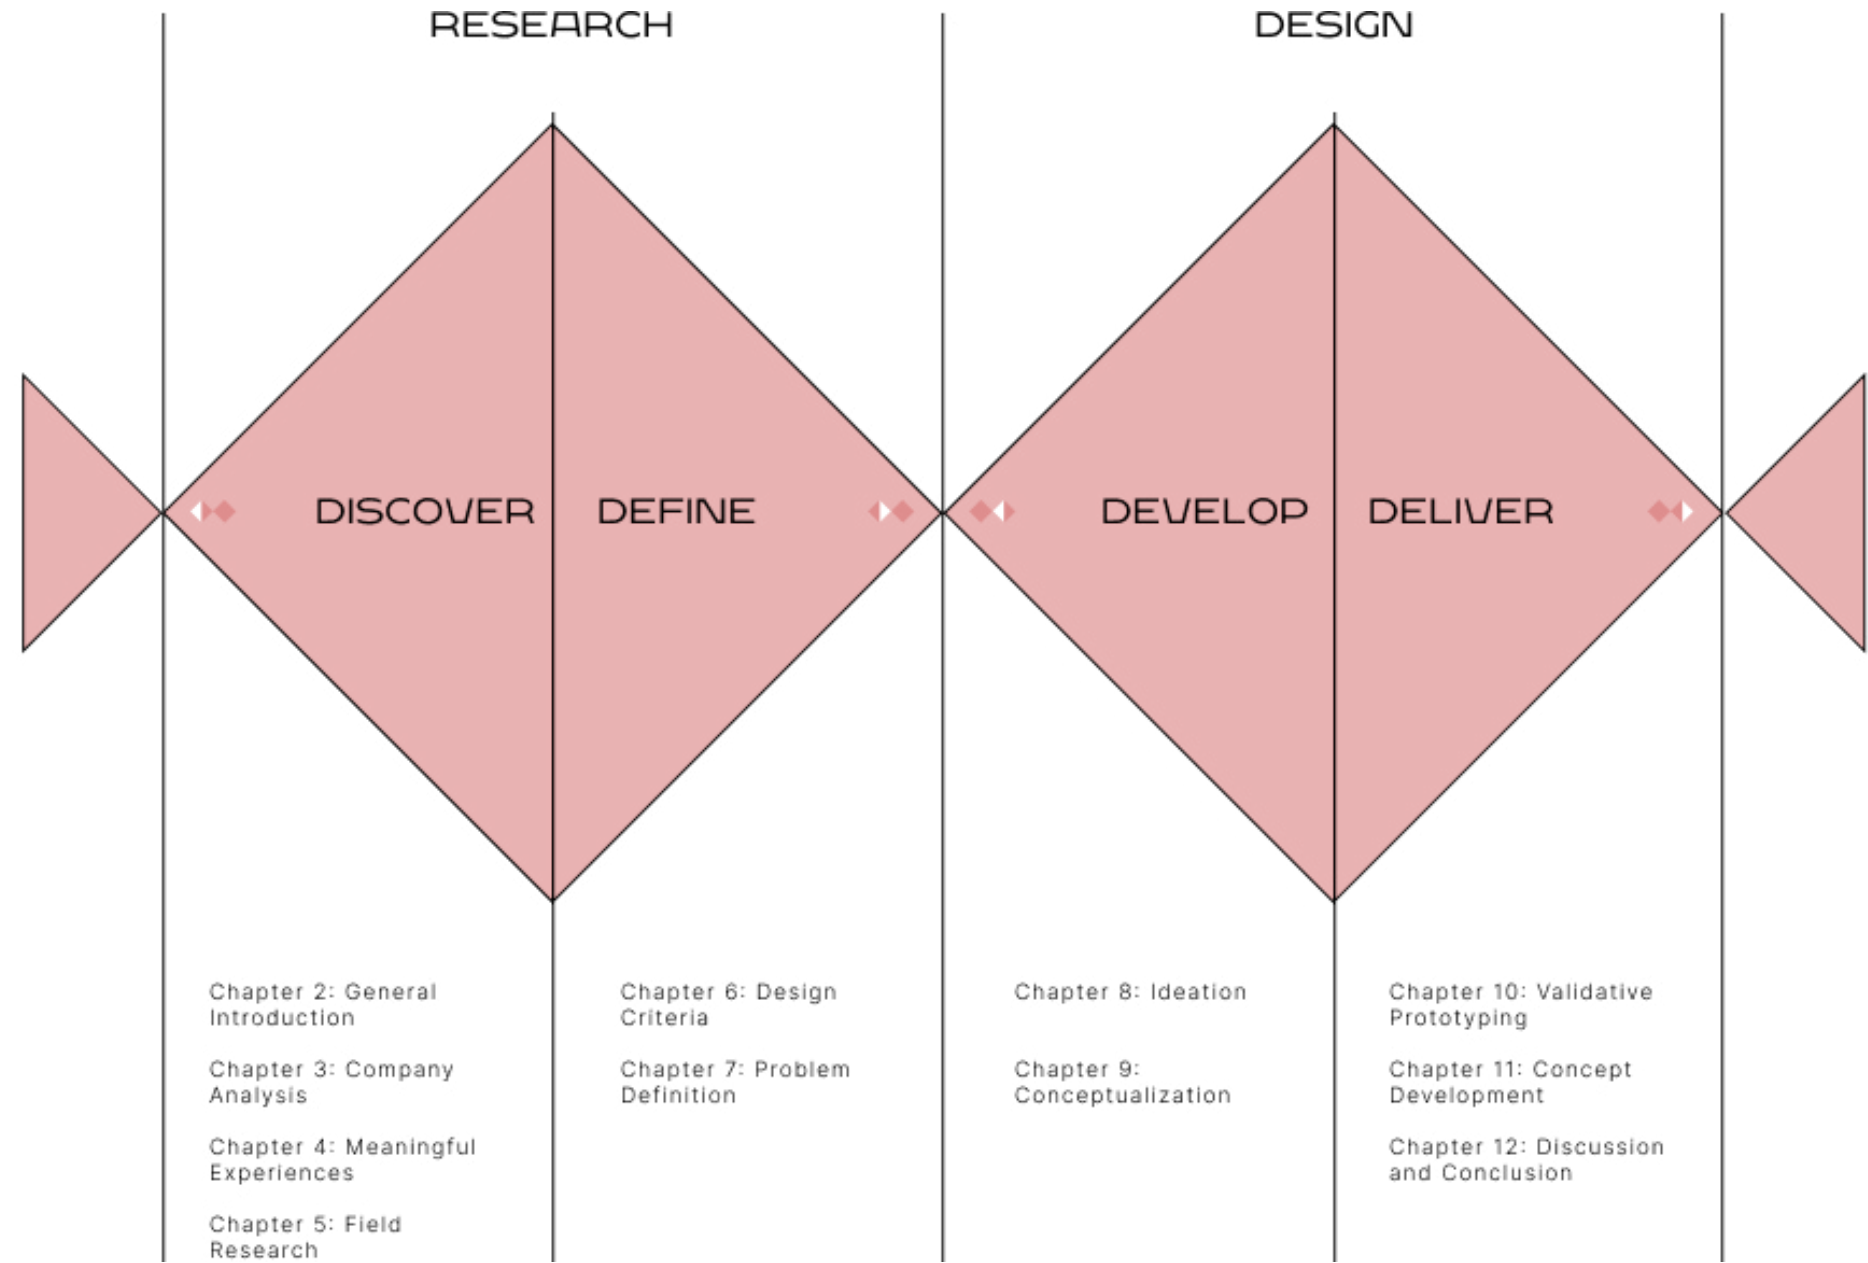 RESEARCH
DESIGN
DISCOVER
DEFINE
DEVELOP
DELIVER
Chapter 2: General
Introduction
Chapter 3: Company
Analysis
Chapter 4: Meaningful
Experiences
Chapter 5: Field
Research
Chapter 6: Design
Criteria
Chapter 7: Problem
Definition
Chapter 8: Ideation
Chapter 9:
Conceptualization
Chapter 10: Validative
Prototyping
Chapter 11: Concept
Development
Chapter 12: Discussion
and Conclusion